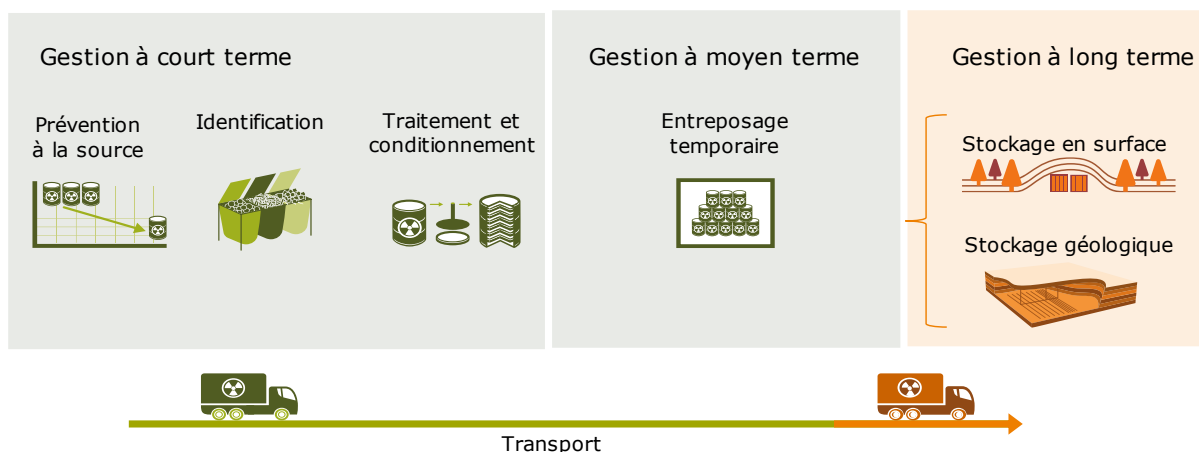 Gestion à court terme
Prévention
à la source
Identification
Traitement et
conditionnement
Gestion à moyen terme
Entreposage
temporaire
Gestion à long terme
Stockage en surface
Stockage géologique
Transport